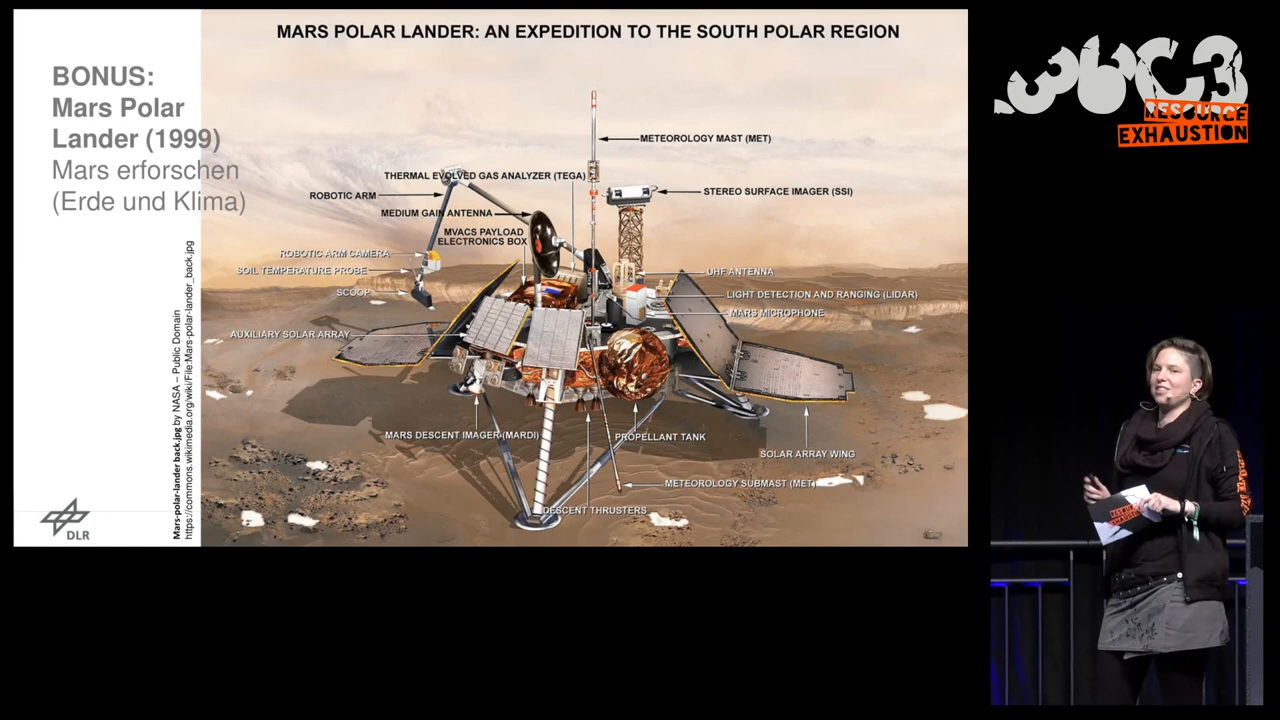 MARS POLAR LANDER: AN EXPEDITION TO THE SOUTH POLAR REGION
BONUS:
Mars Polar
Lander (1999)
Mars erforschen
(Erde und Klima)
METEOROLOGY MAST (MET)
THERMAL EVOLVED GAS ANALYZER (TEGA)
STEREO SURFACE IMAGER (SSI)
ROBOTIC ARM
MEDIUM GAIN ANTENNA
MVACS PAYLOAD
ELECTRONICS BOX
ROBOTIC ARM CAMERA
SOIL TEMPERATURE PROBE
SCOOP
UHF ANTENNA
LIGHT DETECTION AND RANGING (LIDAR)
MARS MICROPHONE
AUXILIARY SOLAR ARRAY
MARS DESCENT IMAGER (MARDI)
PROPELLANT TANK
SOLAR ARRAY WING
METEOROLOGY SUBMAST (MET)
DESCENT THRUSTERS
Mars-polar-lander back.jpg by NASA – Public Domain
https://commons.wikimedia.org/wiki/File:Mars-polar-lander_back.jpg
DLR
36C3
RESOURCE
EXHAUSTION